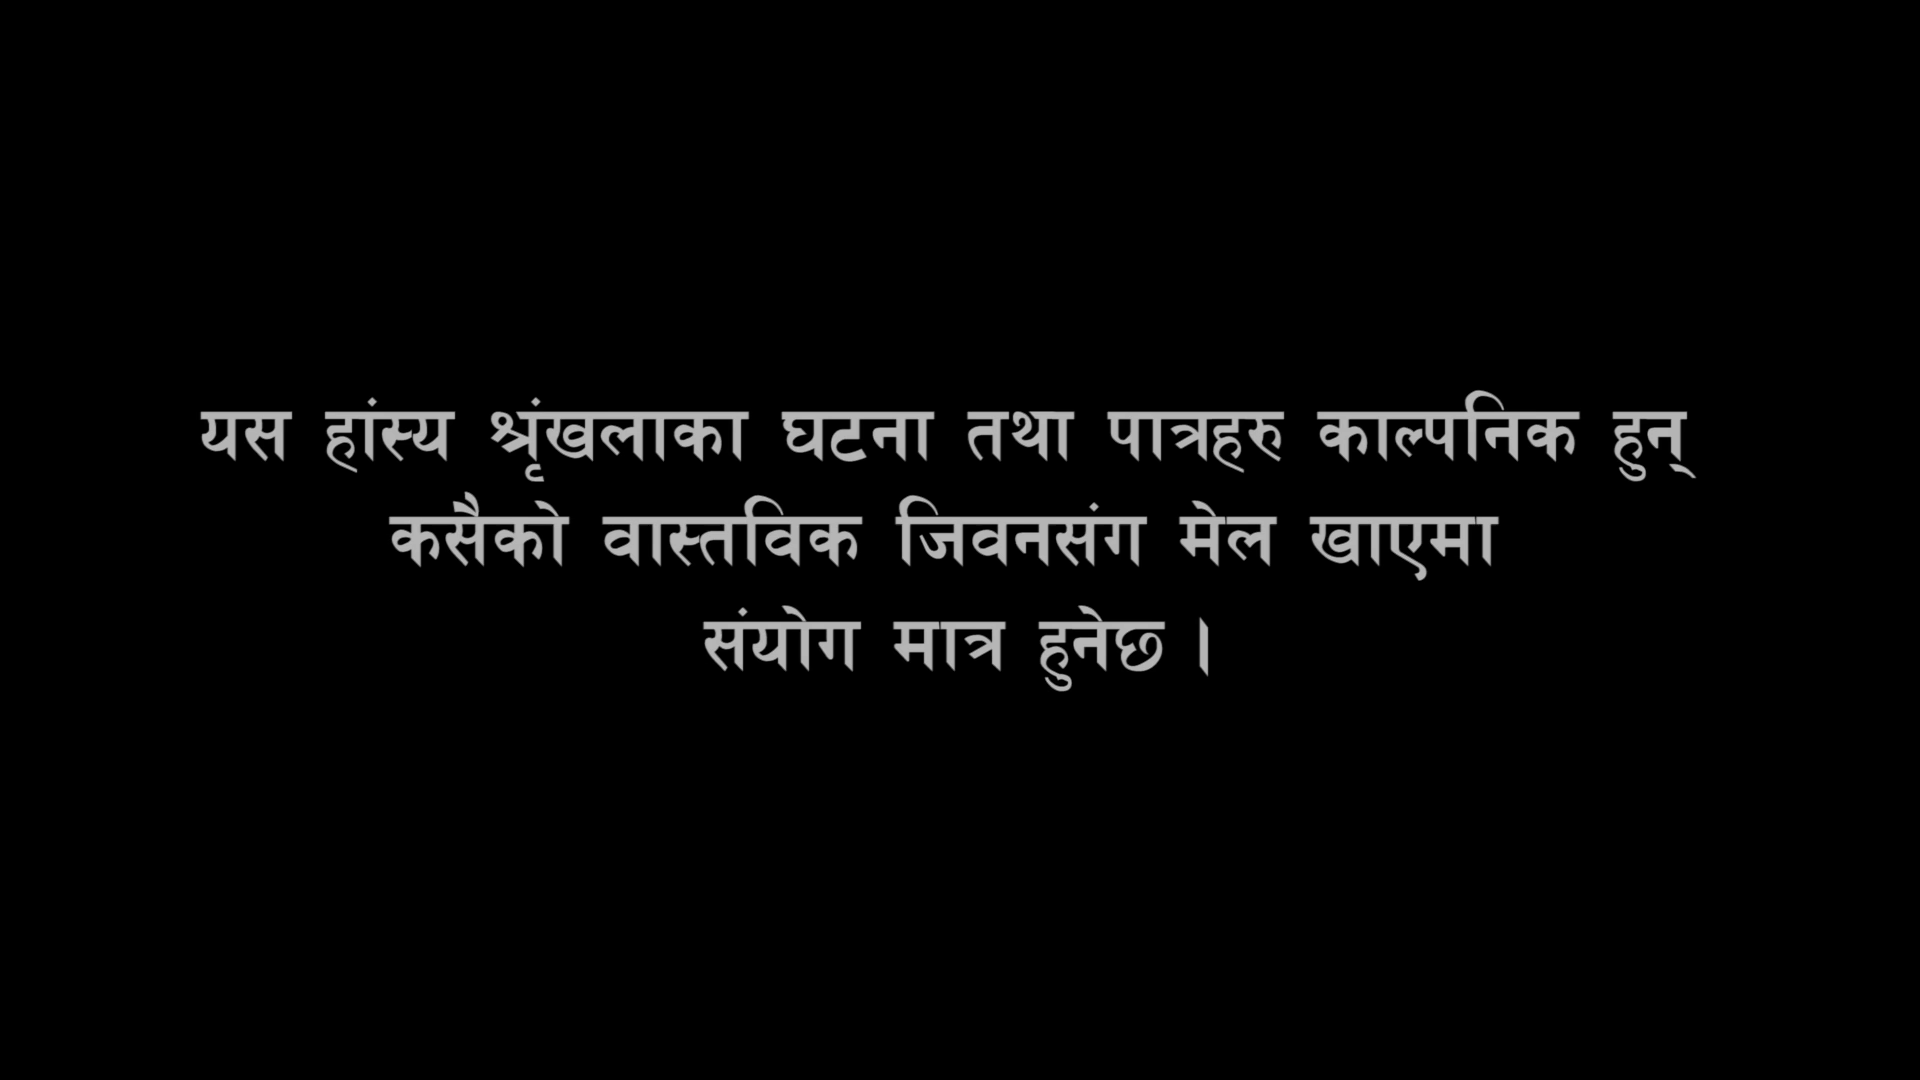 यस हांस्य श्रृंखलाका घटना तथा पात्रहरु काल्पनिक हुन्
कसैको वास्तविक जिवनसंग मेल खाएमा
संयोग मात्र हुनेछ ।